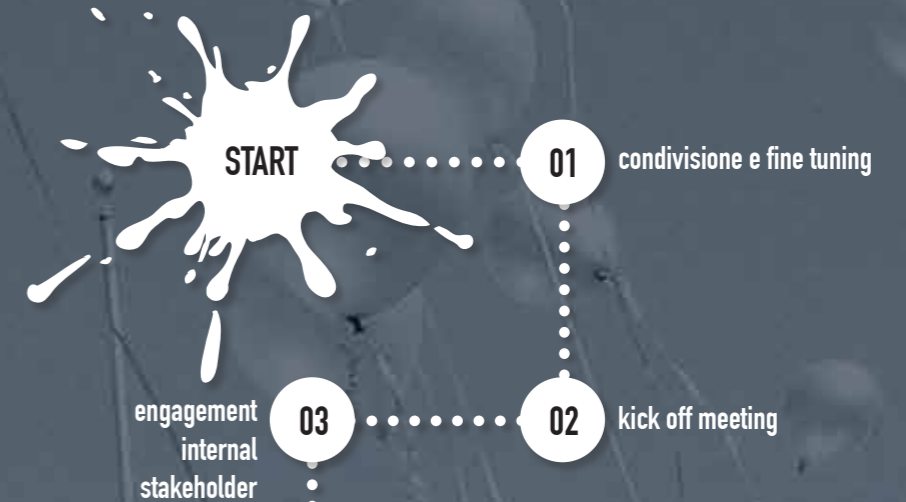 START
01
condivisione e fine tuning
02
kick off meeting
03
engagement
internal
stakeholder